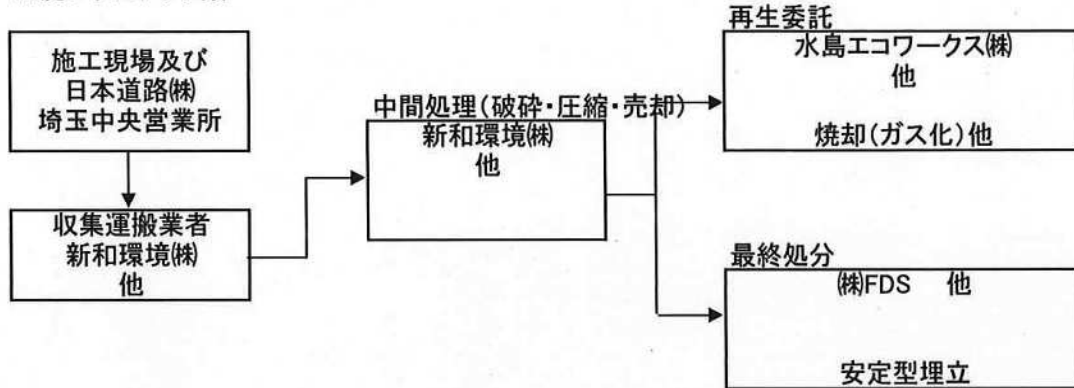 施工現場及び
日本道路㈱
埼玉中央営業所
収集運搬業者
新和環境㈱
他
中間処理(破砕・圧縮・売却)
新和環境㈱
他
再生委託
水島エコワークス㈱
他
焼却(ガス化)他
最終処分
㈱FDS 他
安定型埋立